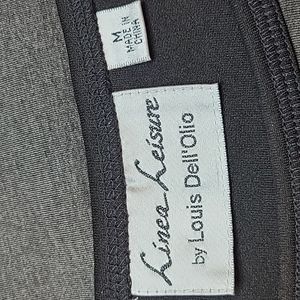 M
MADE IN
CHINA
Linea Leisure
by Louis Dell'Olio